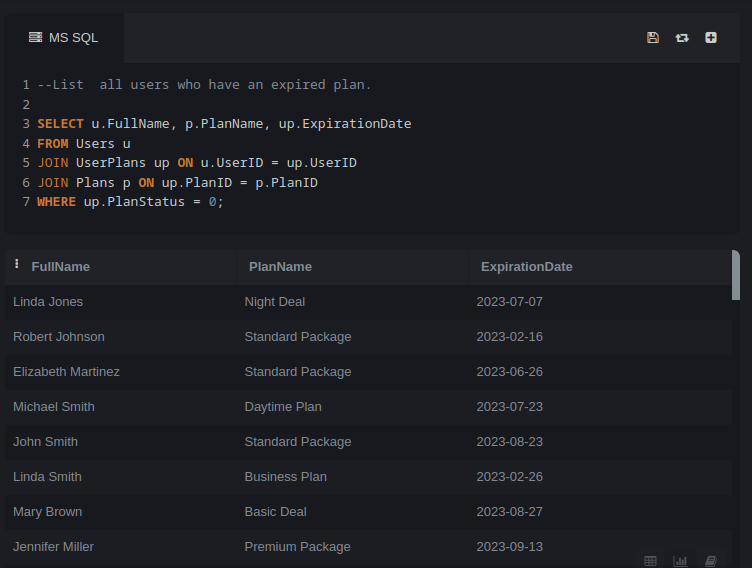 MS SQL
1 --List  all users who have an expired plan.
2
3 SELECT u.FullName, p.PlanName, up.ExpirationDate
4 FROM Users u
5 JOIN UserPlans up ON u.UserID = up.UserID
6 JOIN Plans p ON up.PlanID = p.PlanID
7 WHERE up.PlanStatus = 0;
FullName PlanName ExpirationDate
Linda Jones Night Deal 2023-07-07
Robert Johnson Standard Package 2023-02-16
Elizabeth Martinez Standard Package 2023-06-26
Michael Smith Daytime Plan 2023-07-23
John Smith Standard Package 2023-08-23
Linda Smith Business Plan 2023-02-26
Mary Brown Basic Deal 2023-08-27
Jennifer Miller Premium Package 2023-09-13